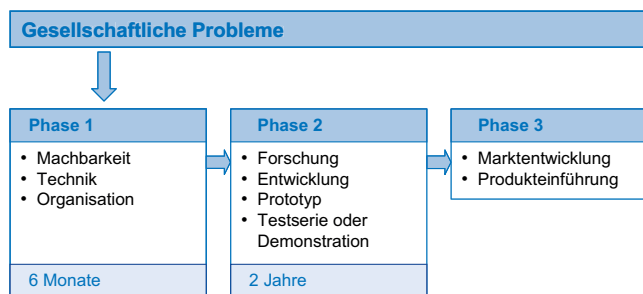 Gesellschaftliche Probleme
Phase 1
• Machbarkeit
• Technik
• Organisation
6 Monate
Phase 2
• Forschung
• Entwicklung
• Prototyp
• Testserie oder
Demonstration
2 Jahre
Phase 3
• Marktentwicklung
• Produkteinführung